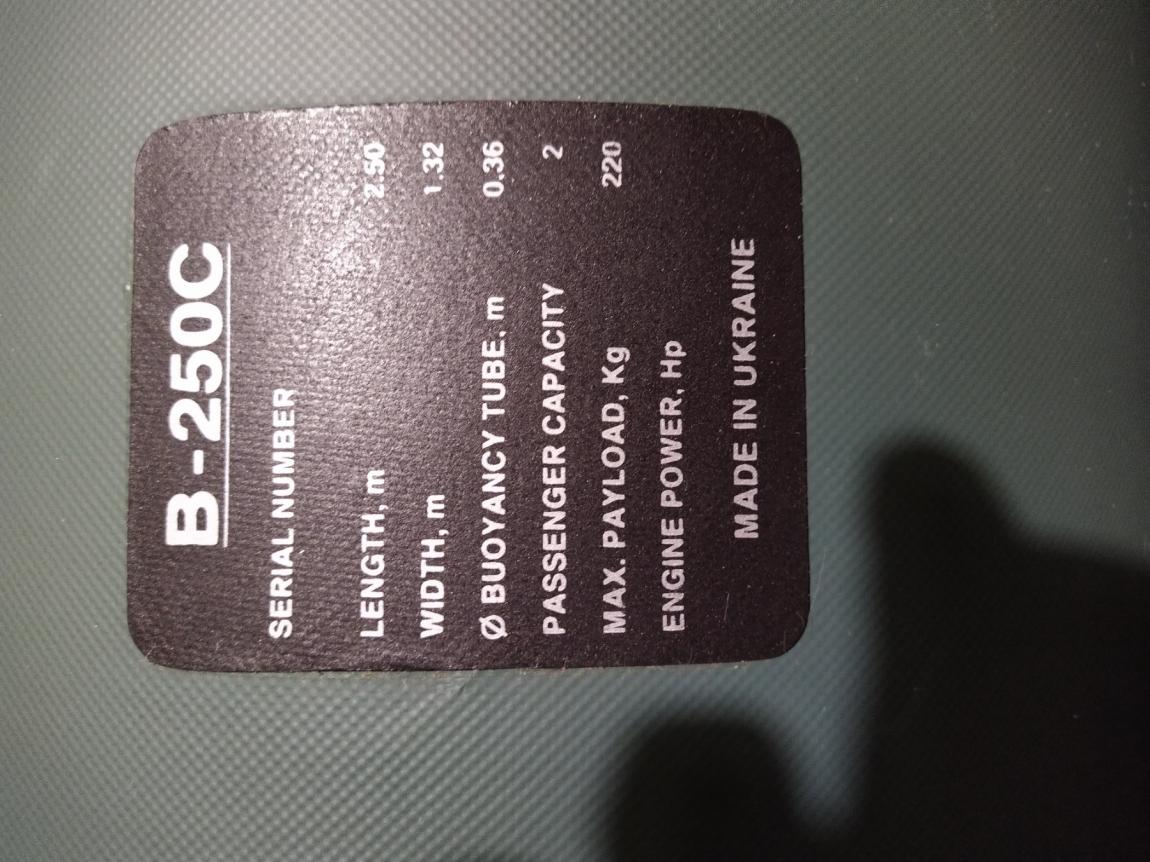 B-250C
SERIAL NUMBER
LENGTH, m 2.50
WIDTH, m 1.32
Ø BUOYANCY TUBE, m 0.36
PASSENGER CAPACITY 2
MAX. PAYLOAD, Kg 220
ENGINE POWER, Hp
MADE IN UKRAINE